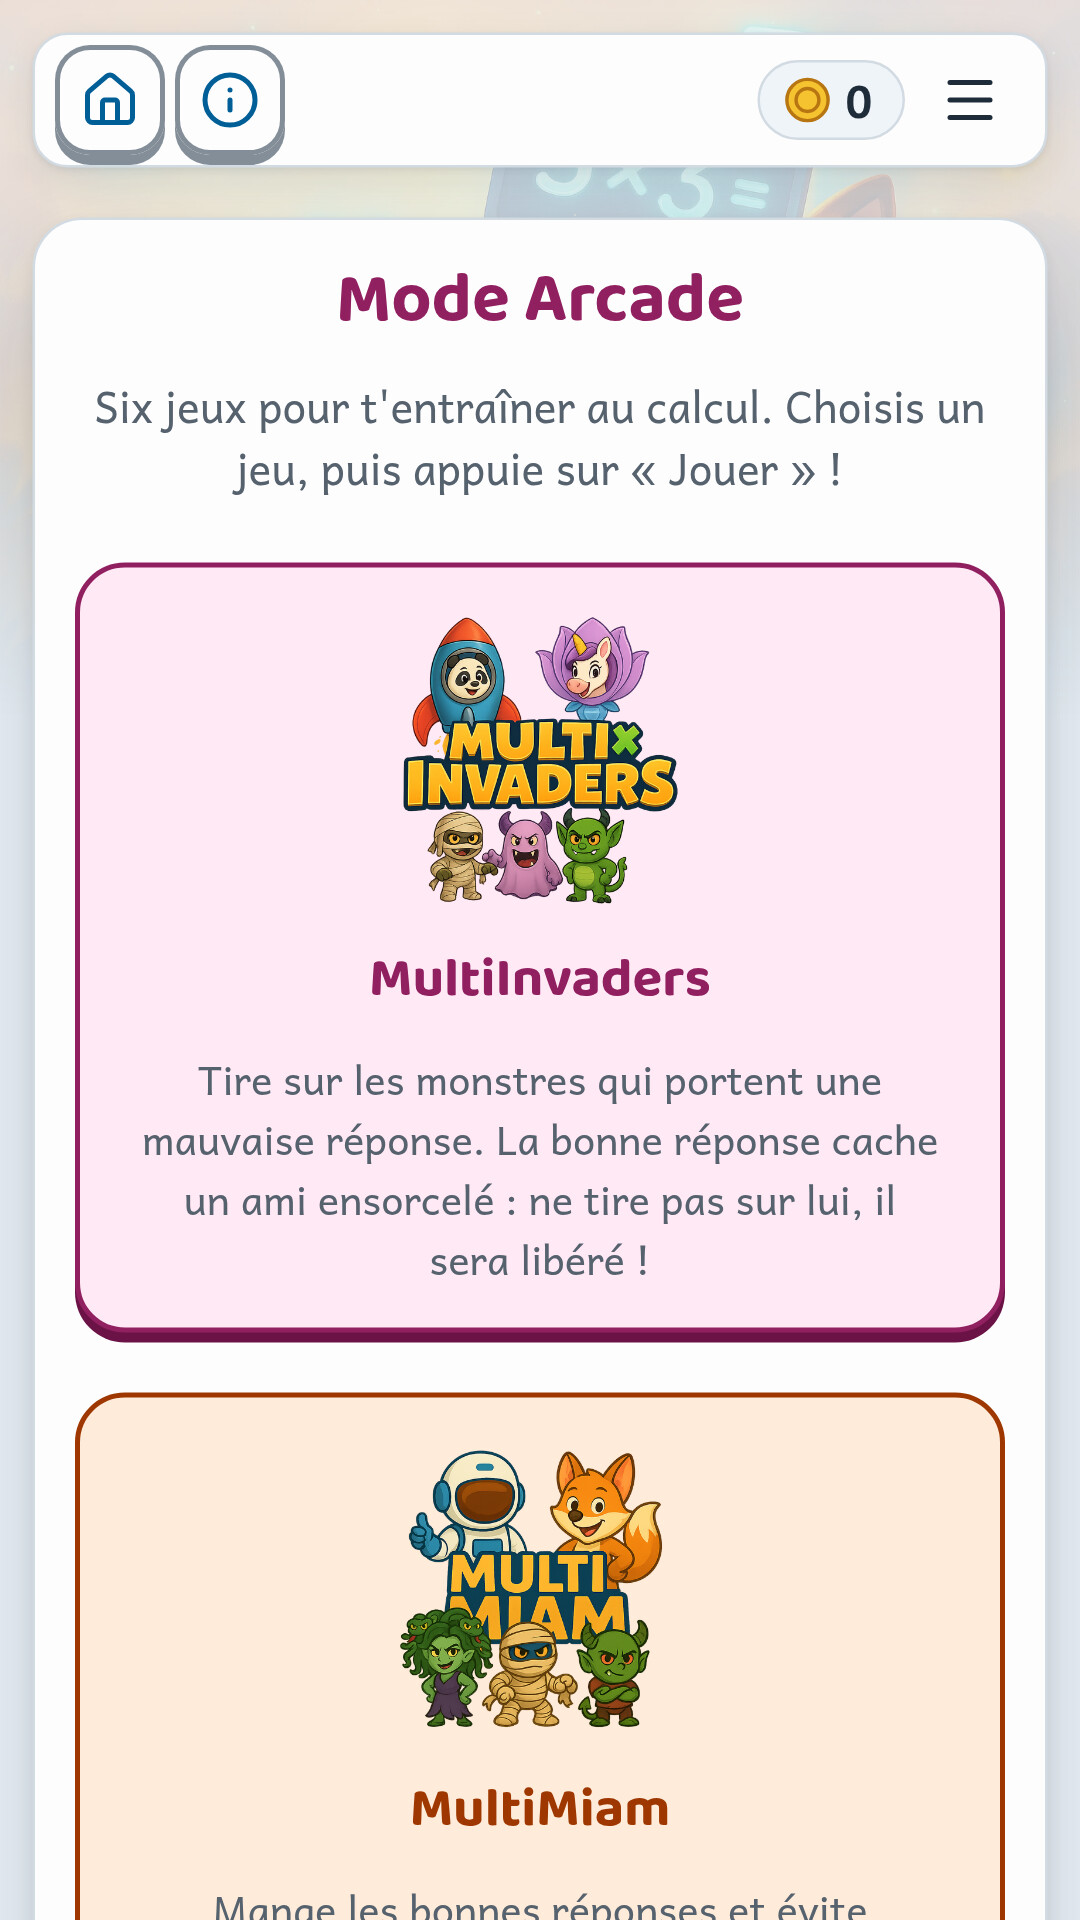 0
5×3=
Mode Arcade
Six jeux pour t'entraîner au calcul. Choisis un
jeu, puis appuie sur « Jouer » !
MULTI×
INVADERS
MultiInvaders
Tire sur les monstres qui portent une
mauvaise réponse. La bonne réponse cache
un ami ensorcelé : ne tire pas sur lui, il
sera libéré !
MULTI
MIAM
MultiMiam
Mange les bonnes réponses et évite